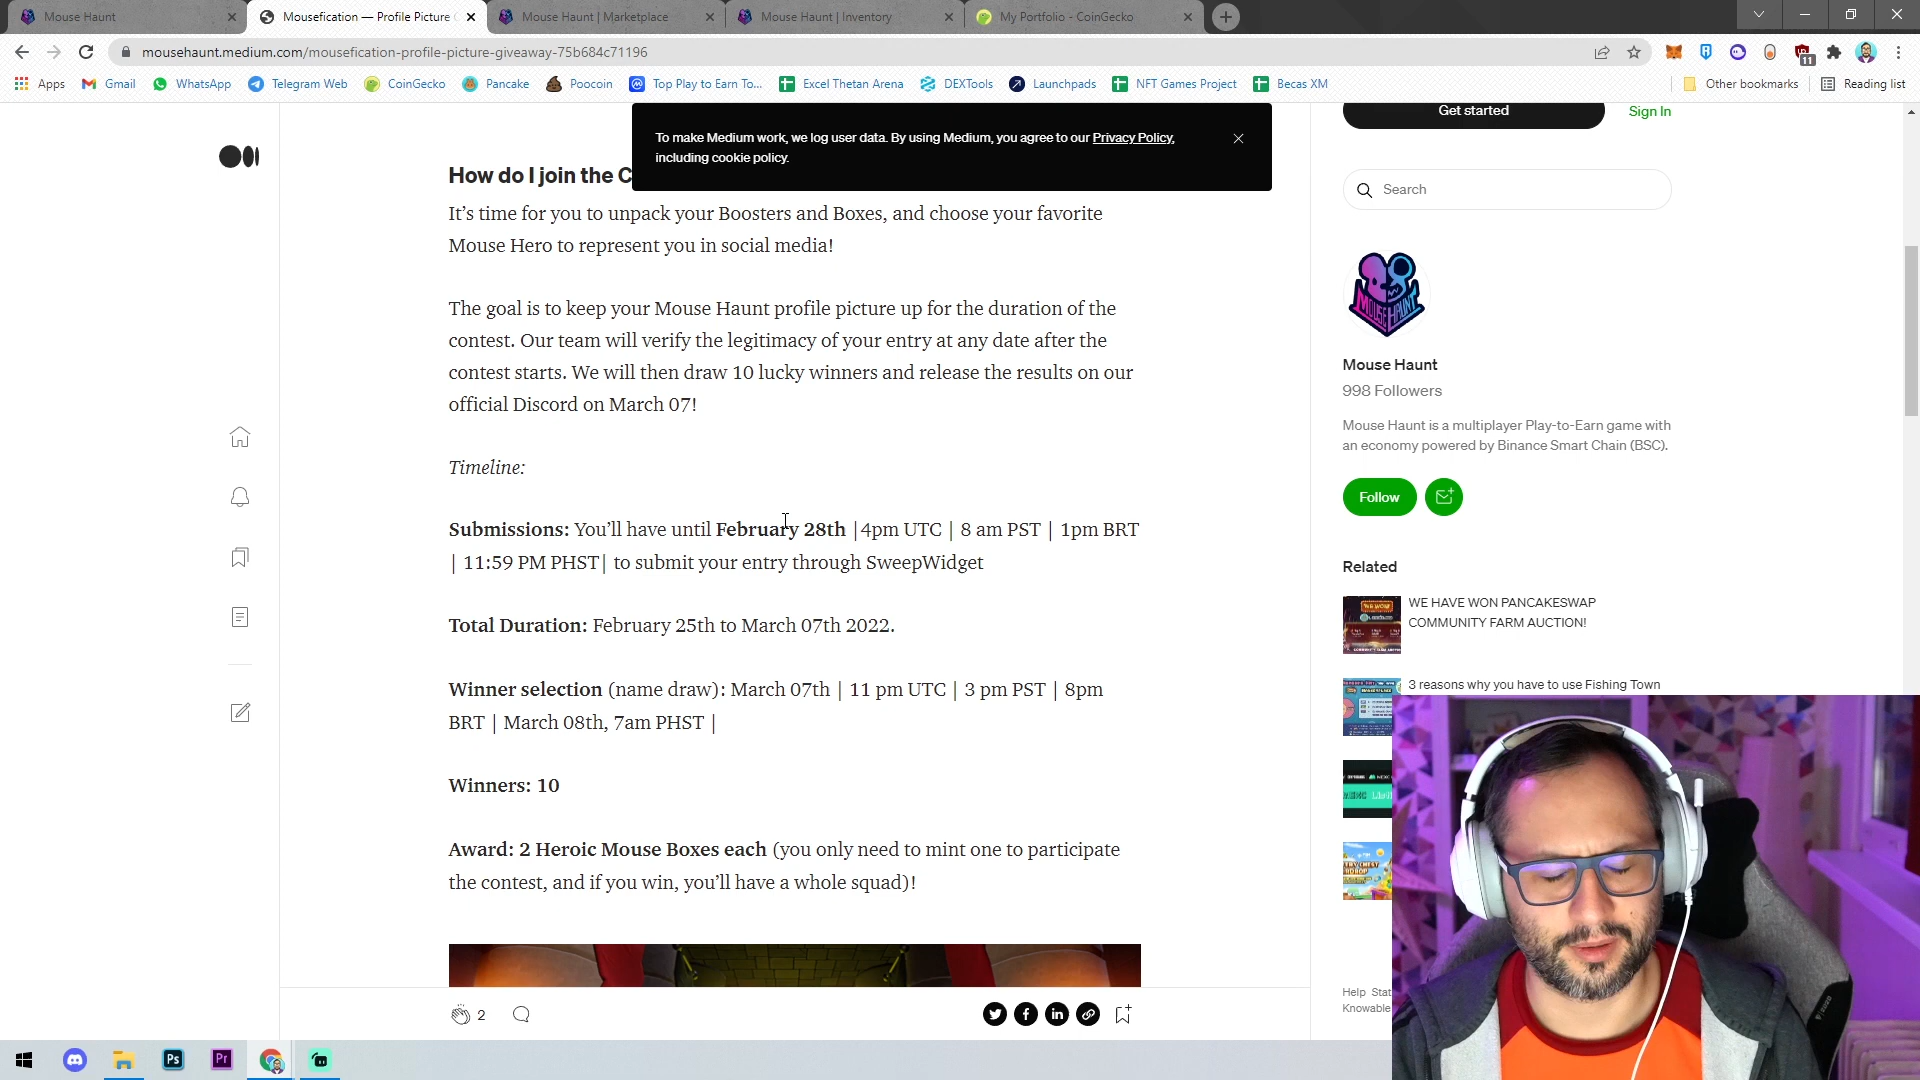 Mouse Haunt
Mousefication — Profile Picture
Mouse Haunt | Marketplace
Mouse Haunt | Inventory
My Portfolio - CoinGecko
mousehaunt.medium.com/mousefication-profile-picture-giveaway-75b684c71196
11
Apps
Gmail
WhatsApp
Telegram Web
CoinGecko
Pancake
Poocoin
Top Play to Earn To...
Excel Thetan Arena
DEXTools
Launchpads
NFT Games Project
Becas XM
Other bookmarks
Reading list
To make Medium work, we log user data. By using Medium, you agree to our Privacy Policy,
including cookie policy.
How do I join the C
It’s time for you to unpack your Boosters and Boxes, and choose your favorite
Mouse Hero to represent you in social media!
The goal is to keep your Mouse Haunt profile picture up for the duration of the
contest. Our team will verify the legitimacy of your entry at any date after the
contest starts. We will then draw 10 lucky winners and release the results on our
official Discord on March 07!
Timeline:
Submissions: You’ll have until February 28th |4pm UTC | 8 am PST | 1pm BRT
| 11:59 PM PHST| to submit your entry through SweepWidget
Total Duration: February 25th to March 07th 2022.
Winner selection (name draw): March 07th | 11 pm UTC | 3 pm PST | 8pm
BRT | March 08th, 7am PHST |
Winners: 10
Award: 2 Heroic Mouse Boxes each (you only need to mint one to participate
the contest, and if you win, you’ll have a whole squad)!
2
Get started
Sign In
Search
MOUSE HAUNT
Mouse Haunt
998 Followers
Mouse Haunt is a multiplayer Play-to-Earn game with
an economy powered by Binance Smart Chain (BSC).
Follow
Related
WE HAVE WON PANCAKESWAP
COMMUNITY FARM AUCTION!
3 reasons why you have to use Fishing Town
Help Stat
Knowable
Ps
Pr